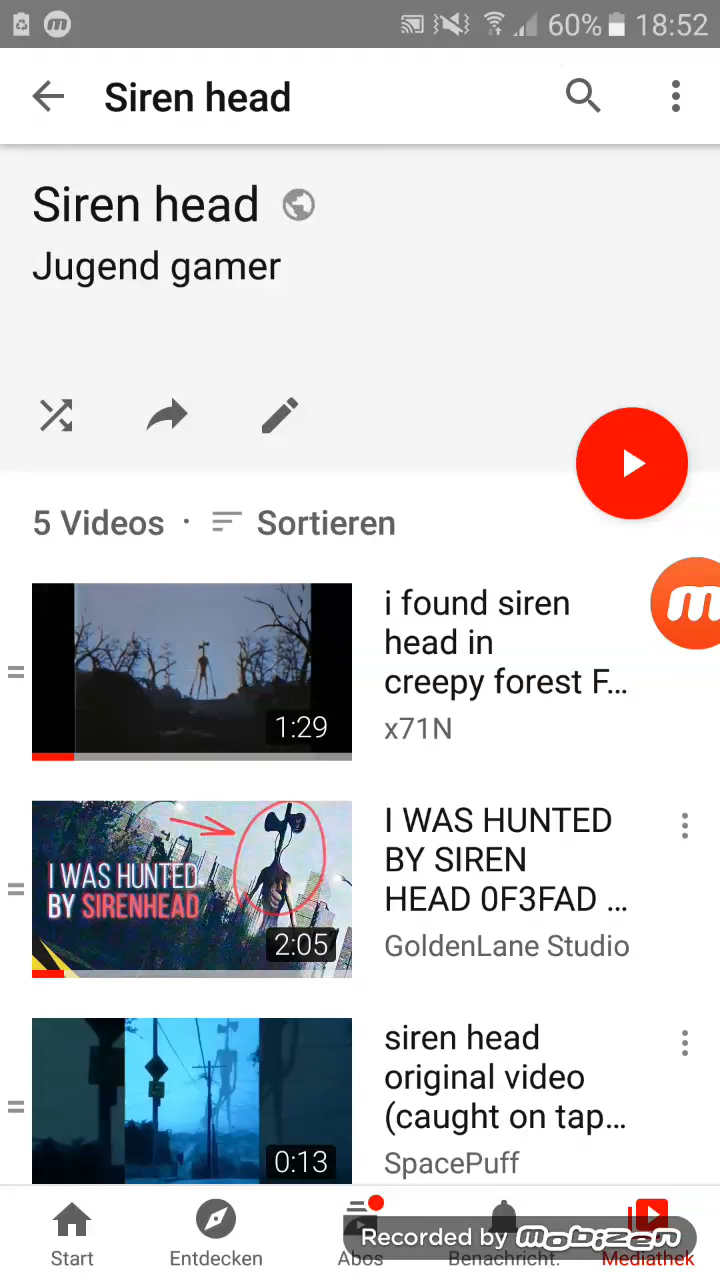 60% 18:52
Siren head
Siren head
Jugend gamer
5 Videos · Sortieren
i found siren
head in
creepy forest F...
x71N
1:29
I WAS HUNTED
BY SIRENHEAD
2:05
I WAS HUNTED
BY SIREN
HEAD 0F3FAD ...
GoldenLane Studio
0:13
siren head
original video
(caught on tap...
SpacePuff
Recorded by mobizen
Start Entdecken Abos Benachricht. Mediathek